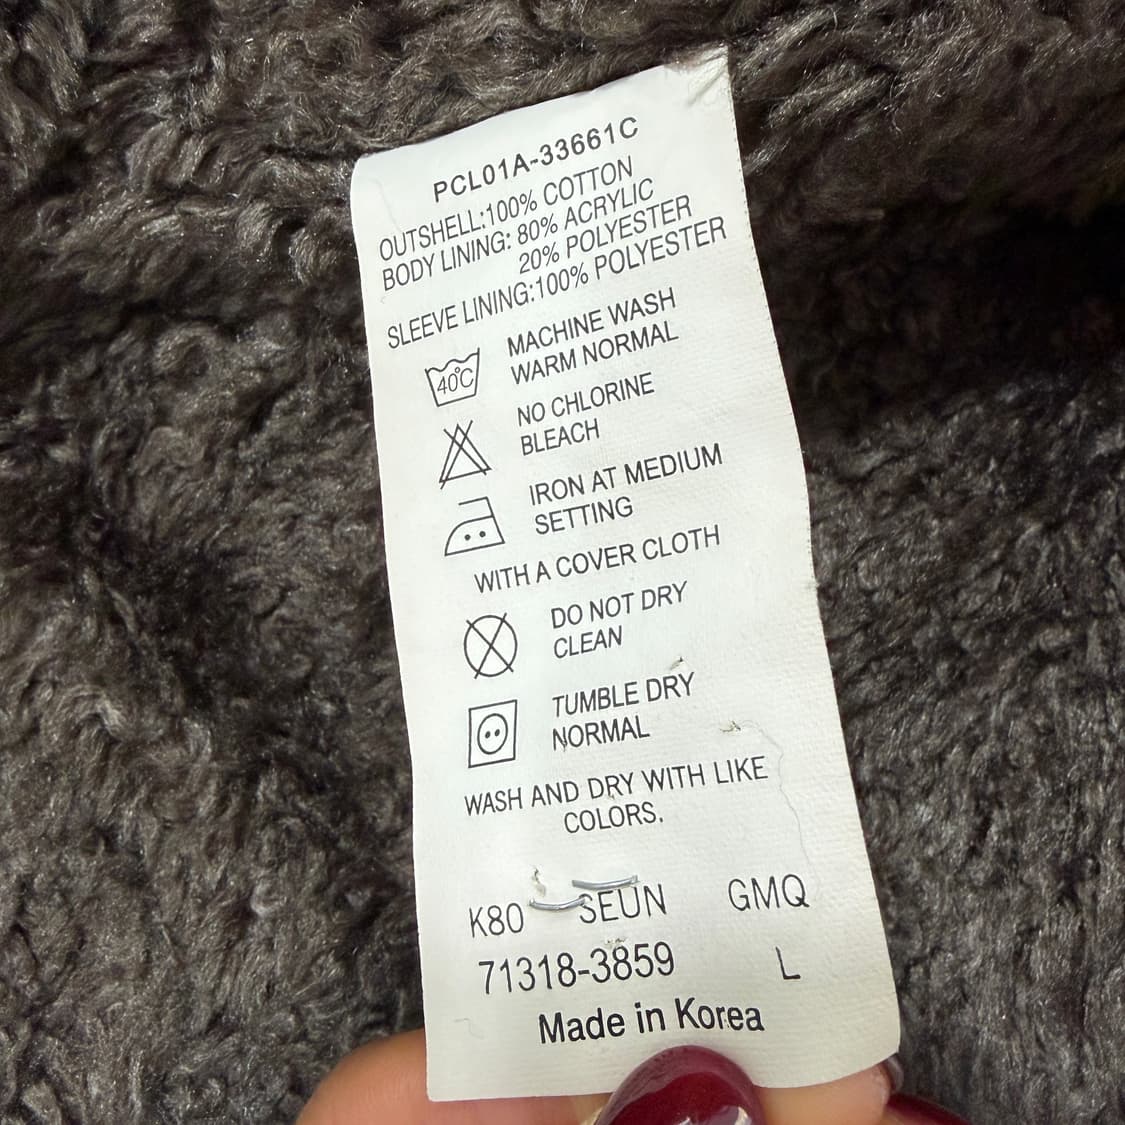 PCL01A-33661C
OUTSHELL:100% COTTON
BODY LINING: 80% ACRYLIC
20% POLYESTER
SLEEVE LINING:100% POLYESTER
40°C
MACHINE WASH
WARM NORMAL
NO CHLORINE
BLEACH
IRON AT MEDIUM
SETTING
WITH A COVER CLOTH
DO NOT DRY
CLEAN
TUMBLE DRY
NORMAL
WASH AND DRY WITH LIKE
COLORS.
K80 SEUN GMQ
71318-3859 L
Made in Korea